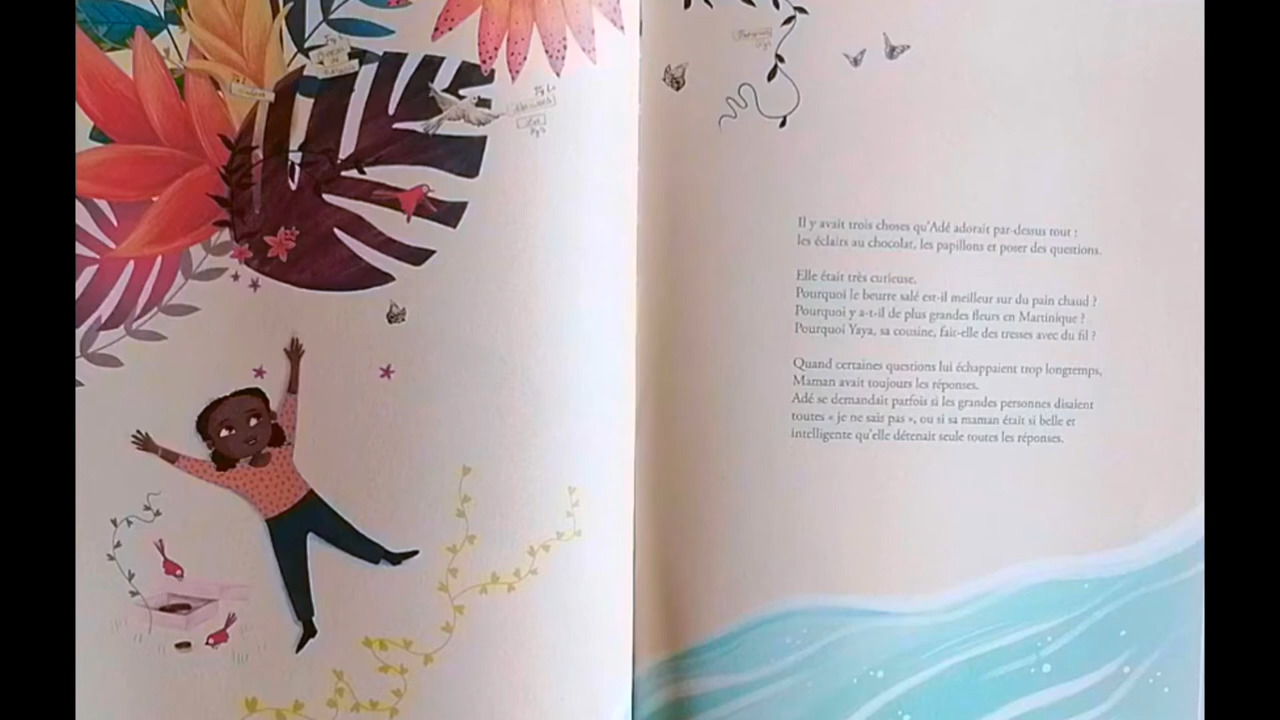 Il y avait trois choses qu'Adé adorait par-dessus tout :
les éclairs au chocolat, les papillons et poser des questions.
Elle était très curieuse.
Pourquoi le beurre salé est-il meilleur sur du pain chaud ?
Pourquoi y a-t-il de plus grandes fleurs en Martinique ?
Pourquoi Yaya, sa cousine, fait-elle des tresses avec du fil ?
Quand certaines questions lui échappaient trop longtemps,
Maman avait toujours les réponses.
Adé se demandait parfois si les grandes personnes disaient
toutes « je ne sais pas », ou si sa maman était si belle et
intelligente qu'elle détenait seule toutes les réponses.